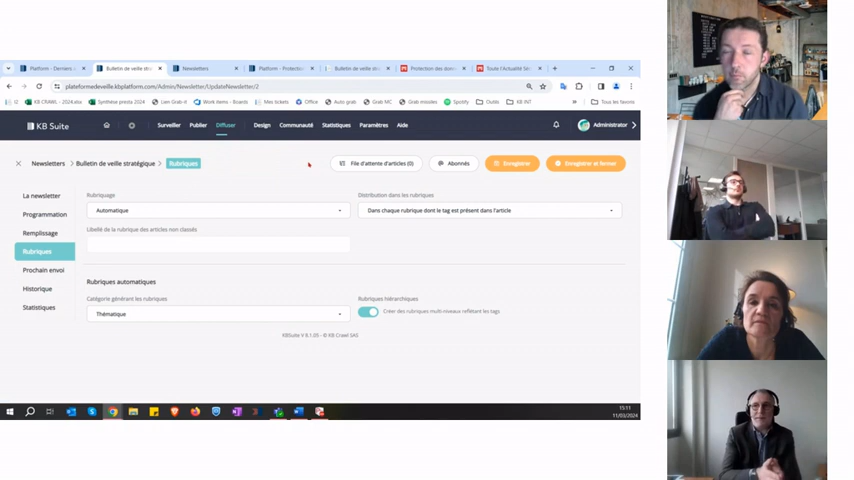 Platform - Derniers
Bulletin de veille stra
Newsletters
Platform - Protection
Bulletin de veille st
Protection des don
Toute l'Actualité Sé
plateformedeveille.kbplatform.com/Admin/Newsletter/UpdateNewsletter/2
12
KB CRAWL - 2024.xlsx
Synthèse presta 2024
Lien Grab-it
Work items - Boards
Mes tickets
Office
Auto grab
Grab MC
Grab missiles
Spotify
Outils
KB INT
Tous les favoris
KB Suite
Surveiller
Publier
Diffuser
Design
Communauté
Statistiques
Paramètres
Aide
Administrator
Newsletters
Bulletin de veille stratégique
Rubriques
File d'attente d'articles (0)
Abonnés
Enregistrer
Enregistrer et fermer
La newsletter
Programmation
Remplissage
Rubriques
Prochain envoi
Historique
Statistiques
Rubriquage
Distribution dans les rubriques
Automatique
Dans chaque rubrique dont le tag est présent dans l'article
Libellé de la rubrique des articles non classés
Rubriques automatiques
Catégorie générant les rubriques
Rubriques hiérarchiques
Thématique
Créer des rubriques multi-niveaux reflétant les tags
KBSuite V 8.1.05 - © KB Crawl SAS
15:11
11/03/2024